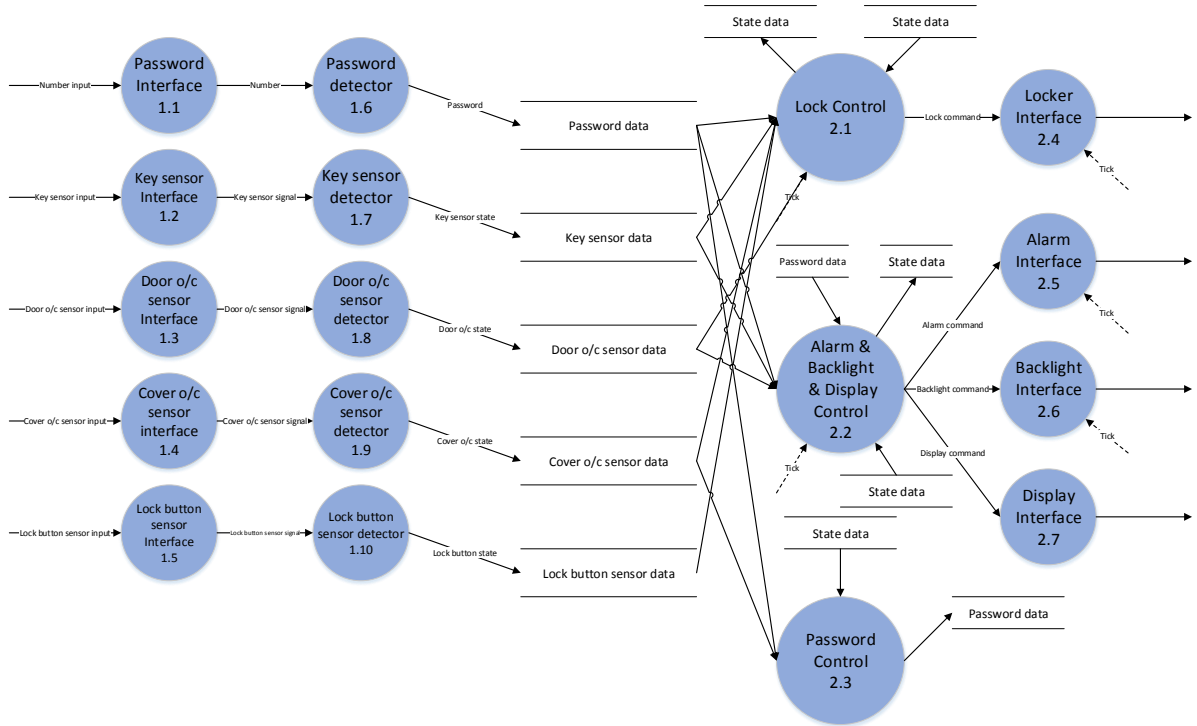 State data
State data
Number input
Password
Interface
1.1
Number
Password
detector
1.6
Password
Password data
Lock Control
2.1
Lock command
Locker
Interface
2.4
Tick
Key sensor input
Key sensor
Interface
1.2
Key sensor signal
Key sensor
detector
1.7
Key sensor state
Key sensor data
Tick
Door o/c sensor input
Door o/c
sensor
Interface
1.3
Door o/c sensor signal
Door o/c
sensor
detector
1.8
Door o/c state
Door o/c sensor data
Password data
State data
Alarm &
Backlight
& Display
Control
2.2
Tick
State data
Alarm command
Alarm
Interface
2.5
Tick
Backlight command
Backlight
Interface
2.6
Tick
Display command
Display
Interface
2.7
Cover o/c sensor input
Cover o/c
sensor
interface
1.4
Cover o/c sensor signal
Cover o/c
sensor
detector
1.9
Cover o/c state
Cover o/c sensor data
Lock button sensor input
Lock button
sensor
Interface
1.5
Lock button sensor signal
Lock button
sensor detector
1.10
Lock button state
Lock button sensor data
State data
Password
Control
2.3
Password data